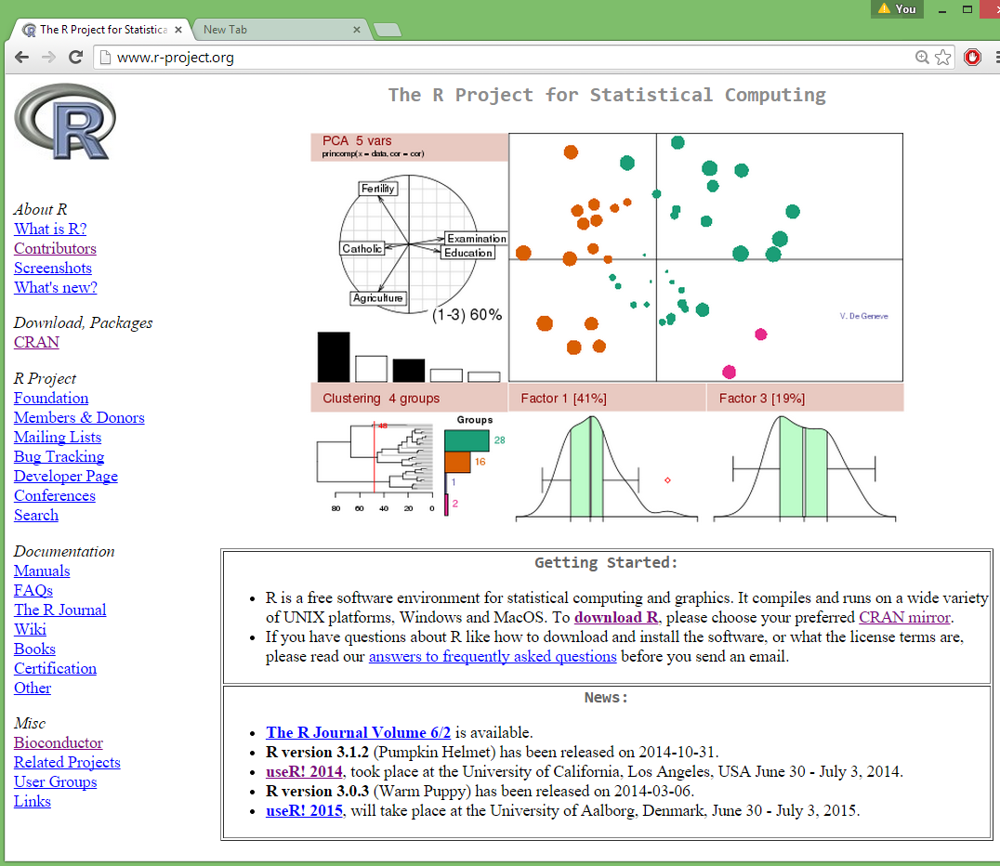 You
The R Project for Statistica
New Tab
www.r-project.org
R
The R Project for Statistical Computing
PCA 5 vars
princomp(x = data, cor = cor)
Fertility
Examination
Catholic
Education
Agriculture
(1-3) 60%
V. De Geneve
Clustering 4 groups
Factor 1 [41%]
Factor 3 [19%]
Groups
48
28
16
1
2
80 60 40 20 0
About R
What is R?
Contributors
Screenshots
What's new?
Download, Packages
CRAN
R Project
Foundation
Members & Donors
Mailing Lists
Bug Tracking
Developer Page
Conferences
Search
Documentation
Manuals
FAQs
The R Journal
Wiki
Books
Certification
Other
Misc
Bioconductor
Related Projects
User Groups
Links
Getting Started:
R is a free software environment for statistical computing and graphics. It compiles and runs on a wide variety
of UNIX platforms, Windows and MacOS. To download R, please choose your preferred CRAN mirror.
If you have questions about R like how to download and install the software, or what the license terms are,
please read our answers to frequently asked questions before you send an email.
News:
The R Journal Volume 6/2 is available.
R version 3.1.2 (Pumpkin Helmet) has been released on 2014-10-31.
useR! 2014, took place at the University of California, Los Angeles, USA June 30 - July 3, 2014.
R version 3.0.3 (Warm Puppy) has been released on 2014-03-06.
useR! 2015, will take place at the University of Aalborg, Denmark, June 30 - July 3, 2015.